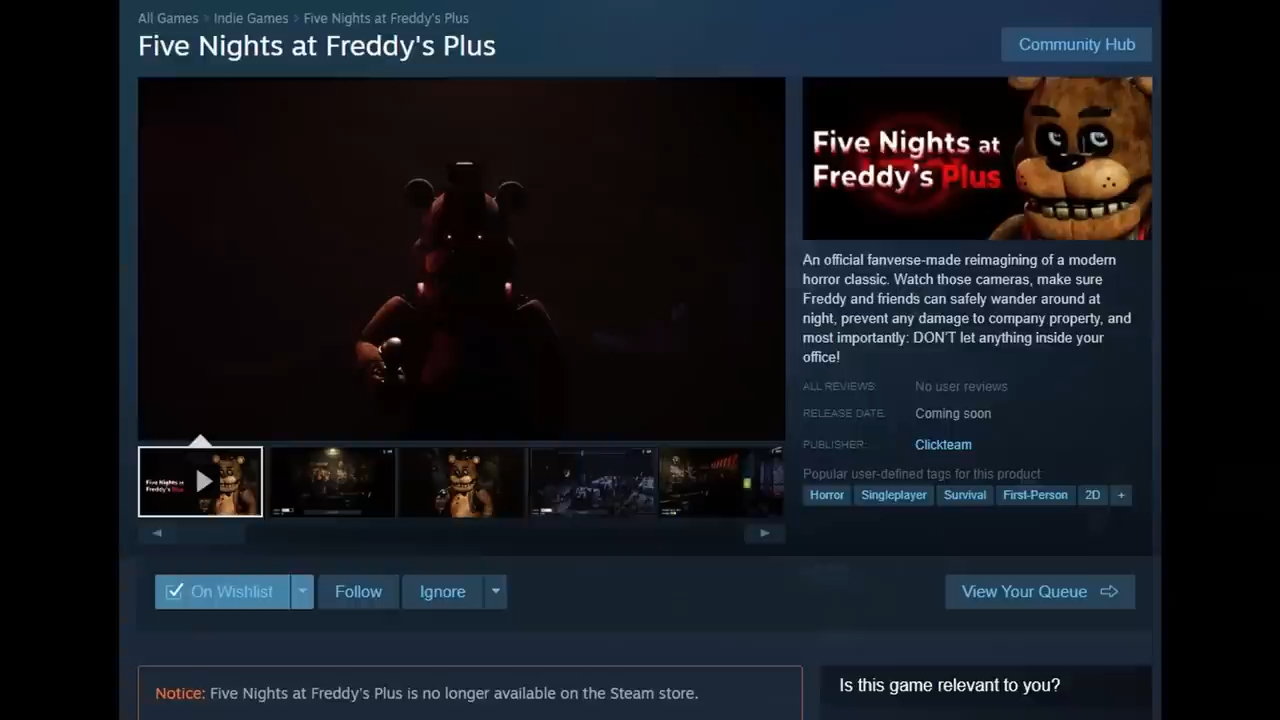 All Games > Indie Games > Five Nights at Freddy's Plus
Five Nights at Freddy's Plus
Community Hub
Five Nights at
Freddy's Plus
An official fanverse-made reimagining of a modern
horror classic. Watch those cameras, make sure
Freddy and friends can safely wander around at
night, prevent any damage to company property, and
most importantly: DON'T let anything inside your
office!
ALL REVIEWS: No user reviews
RELEASE DATE: Coming soon
PUBLISHER: Clickteam
Popular user-defined tags for this product
Horror Singleplayer Survival First-Person 2D +
Five Nights at
Freddy's Plus
On Wishlist Follow Ignore View Your Queue
Notice: Five Nights at Freddy's Plus is no longer available on the Steam store.
Is this game relevant to you?